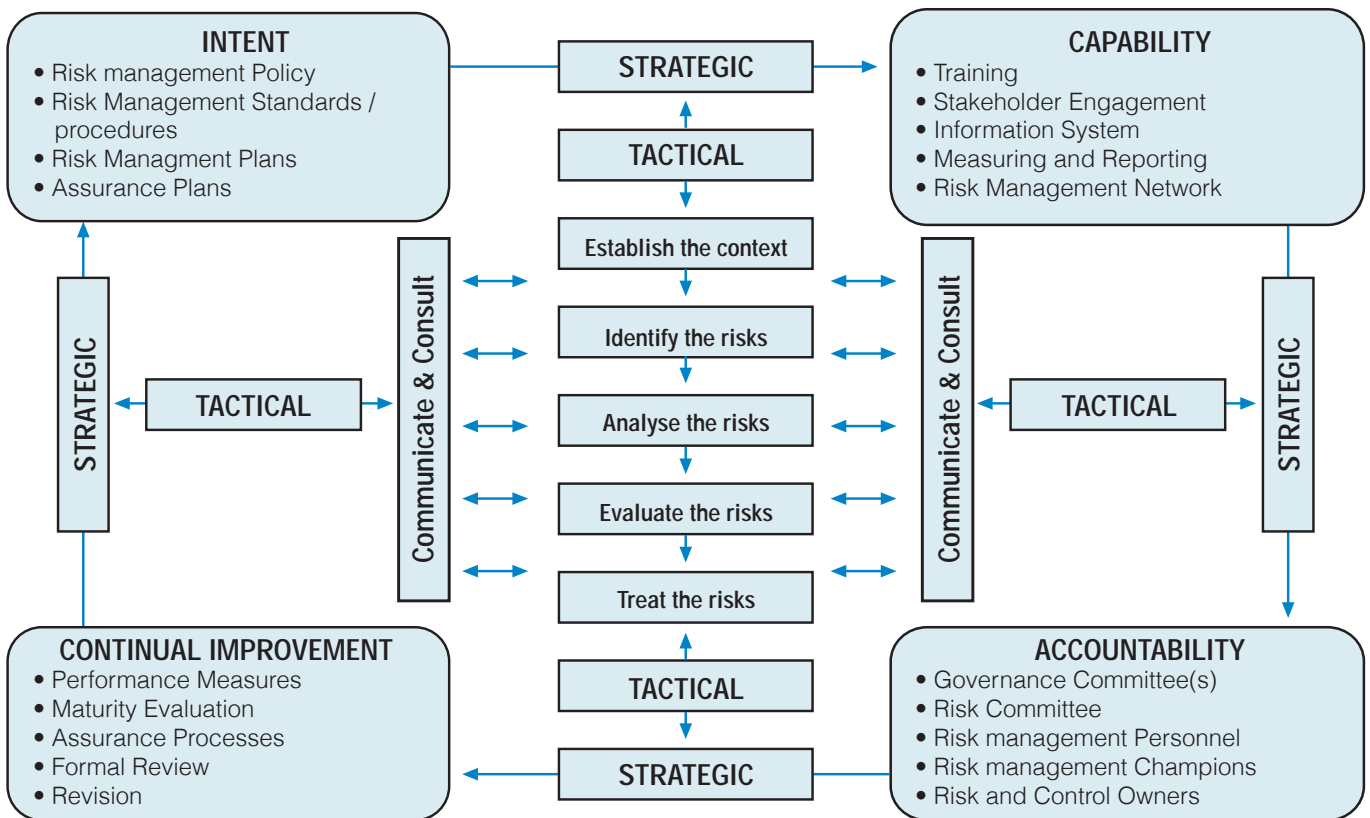 INTENT
• Risk management Policy
• Risk Management Standards /
procedures
• Risk Managment Plans
• Assurance Plans
STRATEGIC
TACTICAL
CAPABILITY
• Training
• Stakeholder Engagement
• Information System
• Measuring and Reporting
• Risk Management Network
STRATEGIC
TACTICAL
Communicate & Consult
Establish the context
Identify the risks
Analyse the risks
Evaluate the risks
Treat the risks
Communicate & Consult
TACTICAL
STRATEGIC
CONTINUAL IMPROVEMENT
• Performance Measures
• Maturity Evaluation
• Assurance Processes
• Formal Review
• Revision
TACTICAL
STRATEGIC
ACCOUNTABILITY
• Governance Committee(s)
• Risk Committee
• Risk management Personnel
• Risk management Champions
• Risk and Control Owners